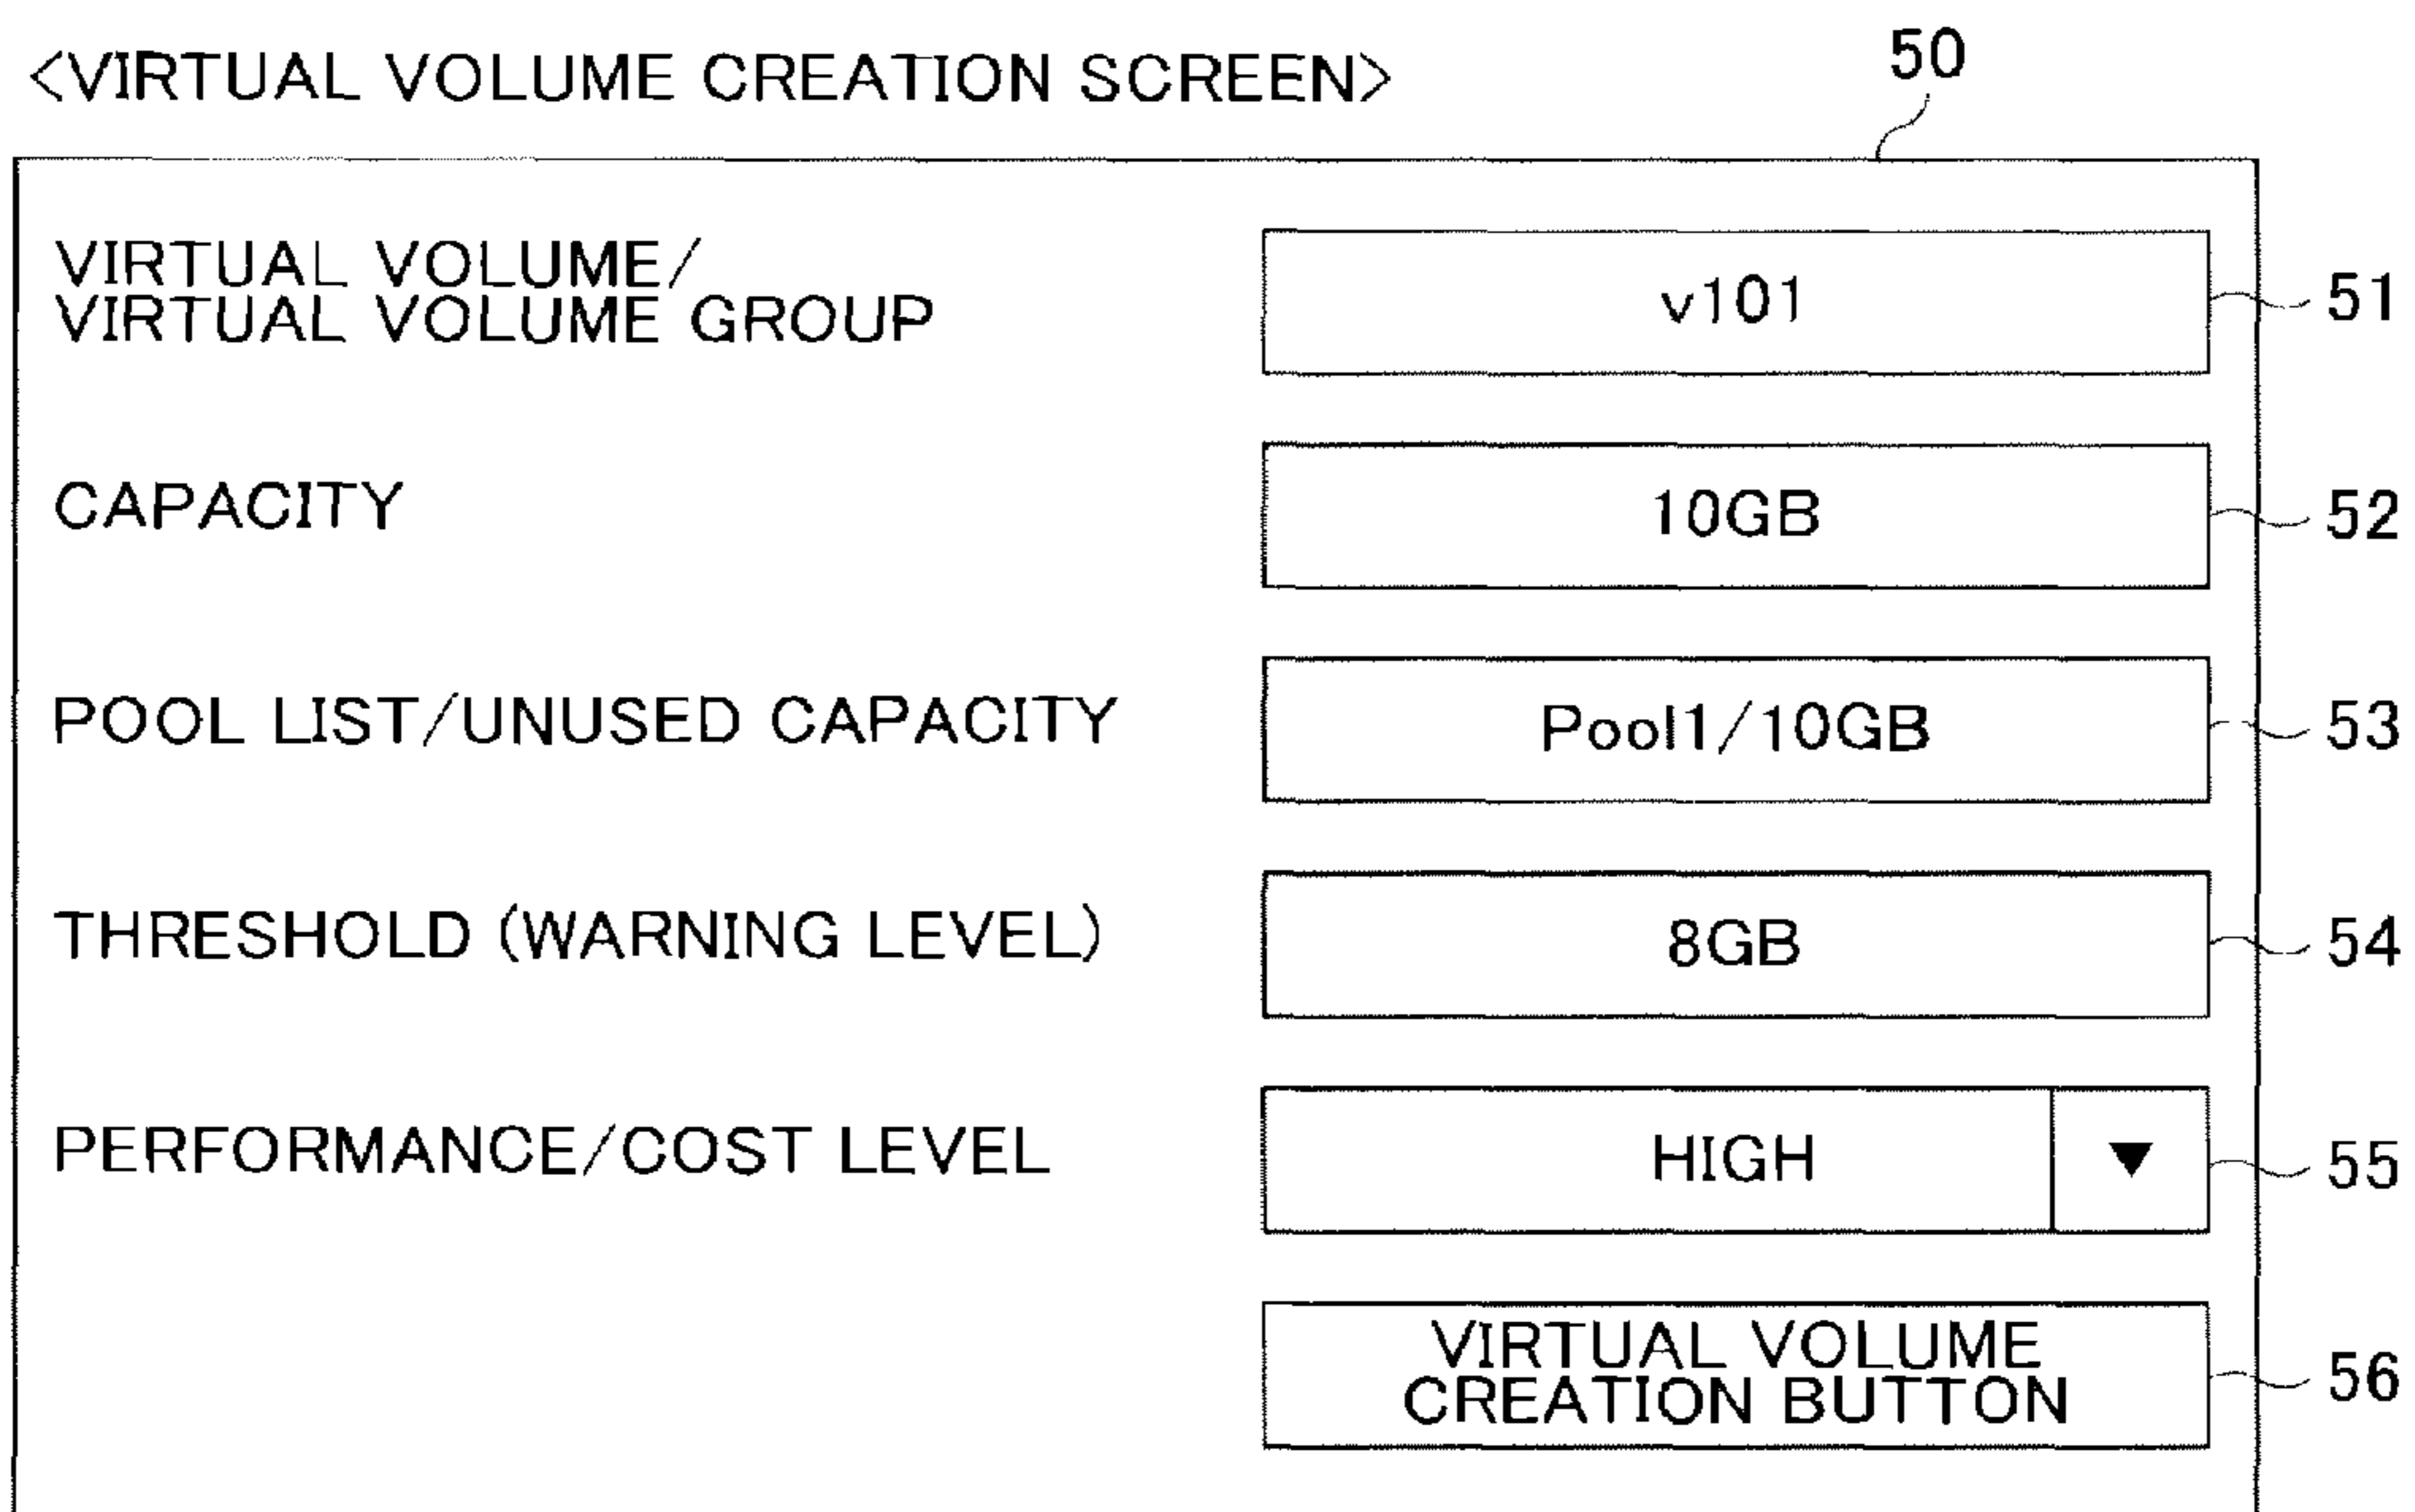 <VIRTUAL VOLUME CREATION SCREEN>
50
VIRTUAL VOLUME/
VIRTUAL VOLUME GROUP
v101
51
CAPACITY
10GB
52
POOL LIST/UNUSED CAPACITY
Pool1/10GB
53
THRESHOLD (WARNING LEVEL)
8GB
54
PERFORMANCE/COST LEVEL
HIGH
▼
55
VIRTUAL VOLUME
CREATION BUTTON
56